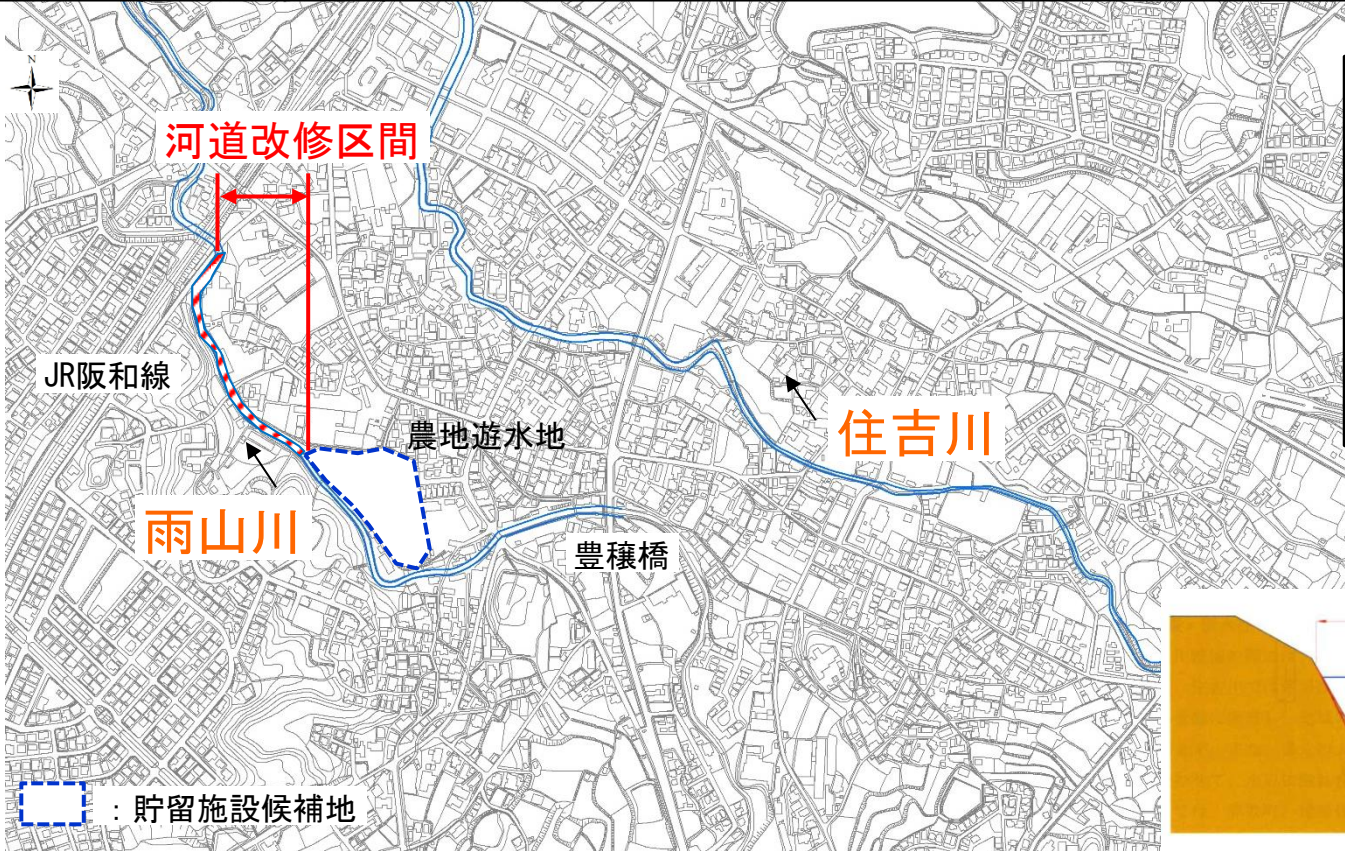 N
河道改修区間
JR阪和線
農地遊水地
住吉川
雨山川
豊穣橋
：貯留施設候補地